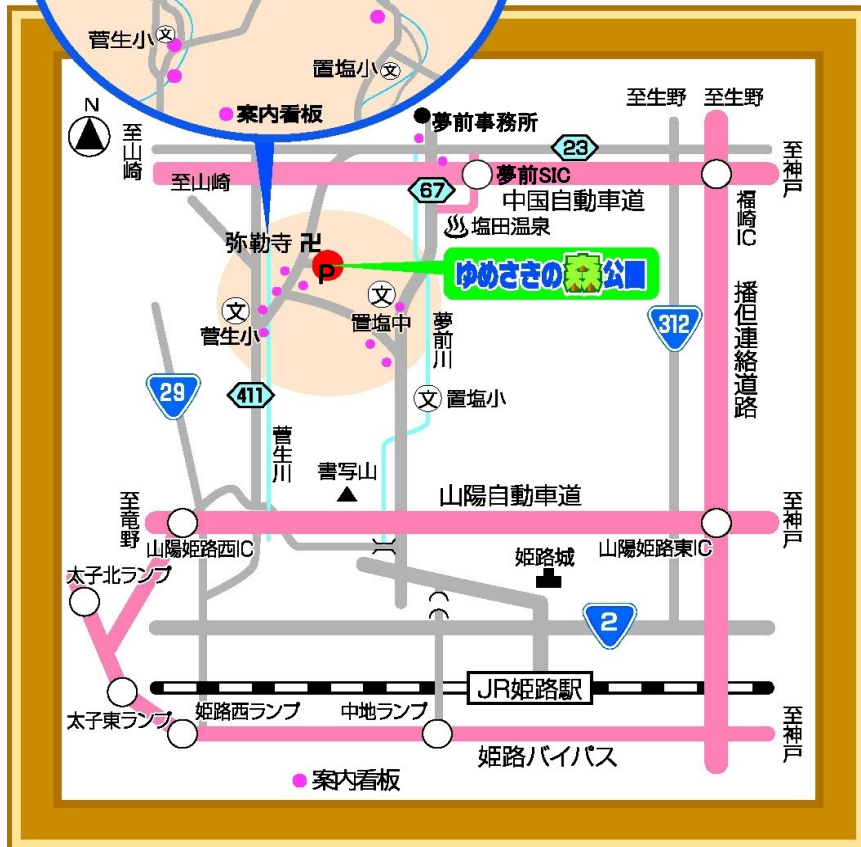 菅生小
文
置塩小
文
案内看板
N
至山崎
至生野
至生野
夢前事務所
23
至神戸
至山崎
67
夢前SIC
中国自動車道
福崎IC
塩田温泉
弥勒寺
卍
P
ゆめさきの森公園
文
菅生小
文
置塩中
夢前川
312
播但連絡道路
29
411
文
置塩小
菅生川
書写山
山陽自動車道
至竜野
至神戸
山陽姫路西IC
山陽姫路東IC
姫路城
太子北ランプ
2
JR姫路駅
太子東ランプ
姫路西ランプ
中地ランプ
至神戸
姫路バイパス
案内看板